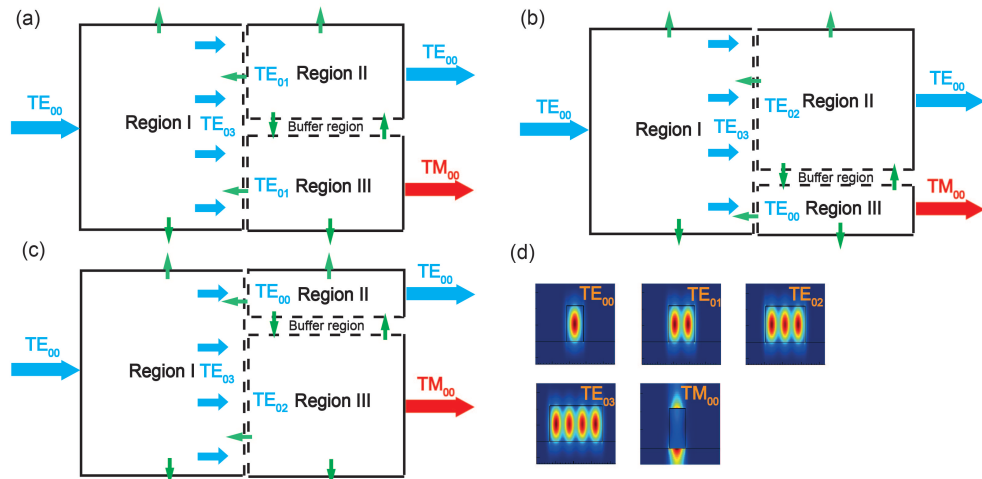 (a)
TE00
Region I
TE03
TE01
Region II
TE00
Buffer region
TE01
Region III
TM00
(b)
TE00
Region I
TE03
TE02
Region II
TE00
Buffer region
TE00
Region III
TM00
(c)
TE00
Region I
TE03
TE00
Region II
TE00
Buffer region
TE02
Region III
TM00
(d)
TE00
TE01
TE02
TE03
TM00